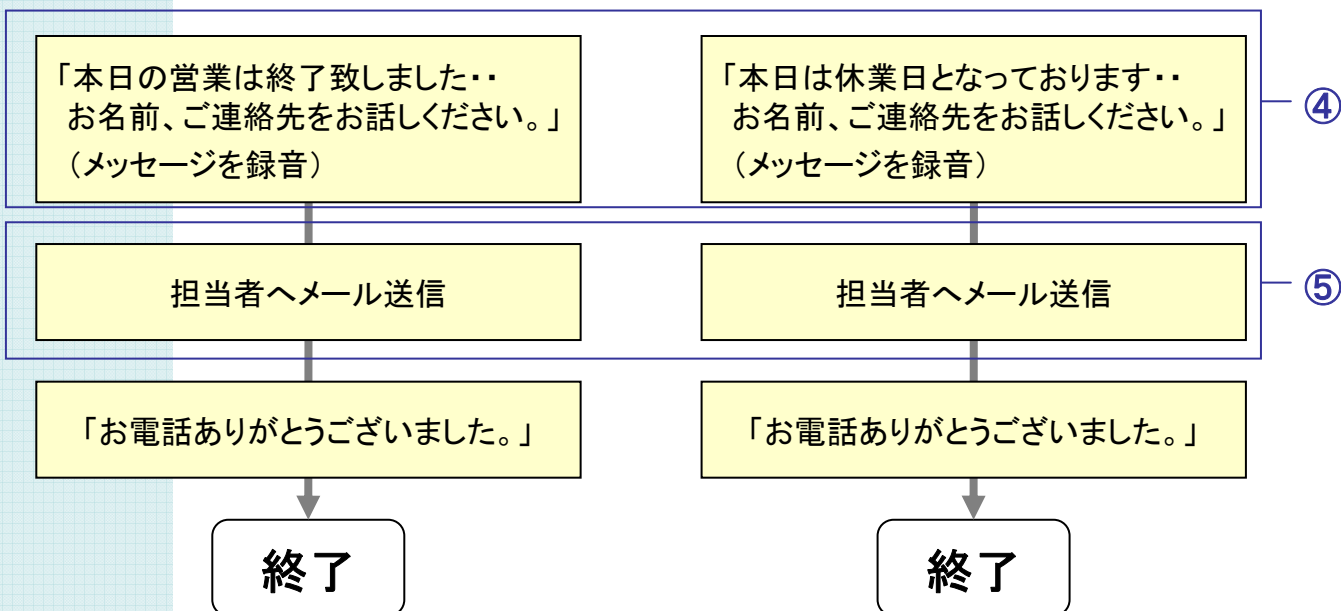 「本日の営業は終了致しました・・
お名前、ご連絡先をお話しください。」
（メッセージを録音）
「本日は休業日となっております・・
お名前、ご連絡先をお話しください。」
（メッセージを録音）
④
担当者へメール送信
担当者へメール送信
⑤
「お電話ありがとうございました。」
「お電話ありがとうございました。」
終了
終了